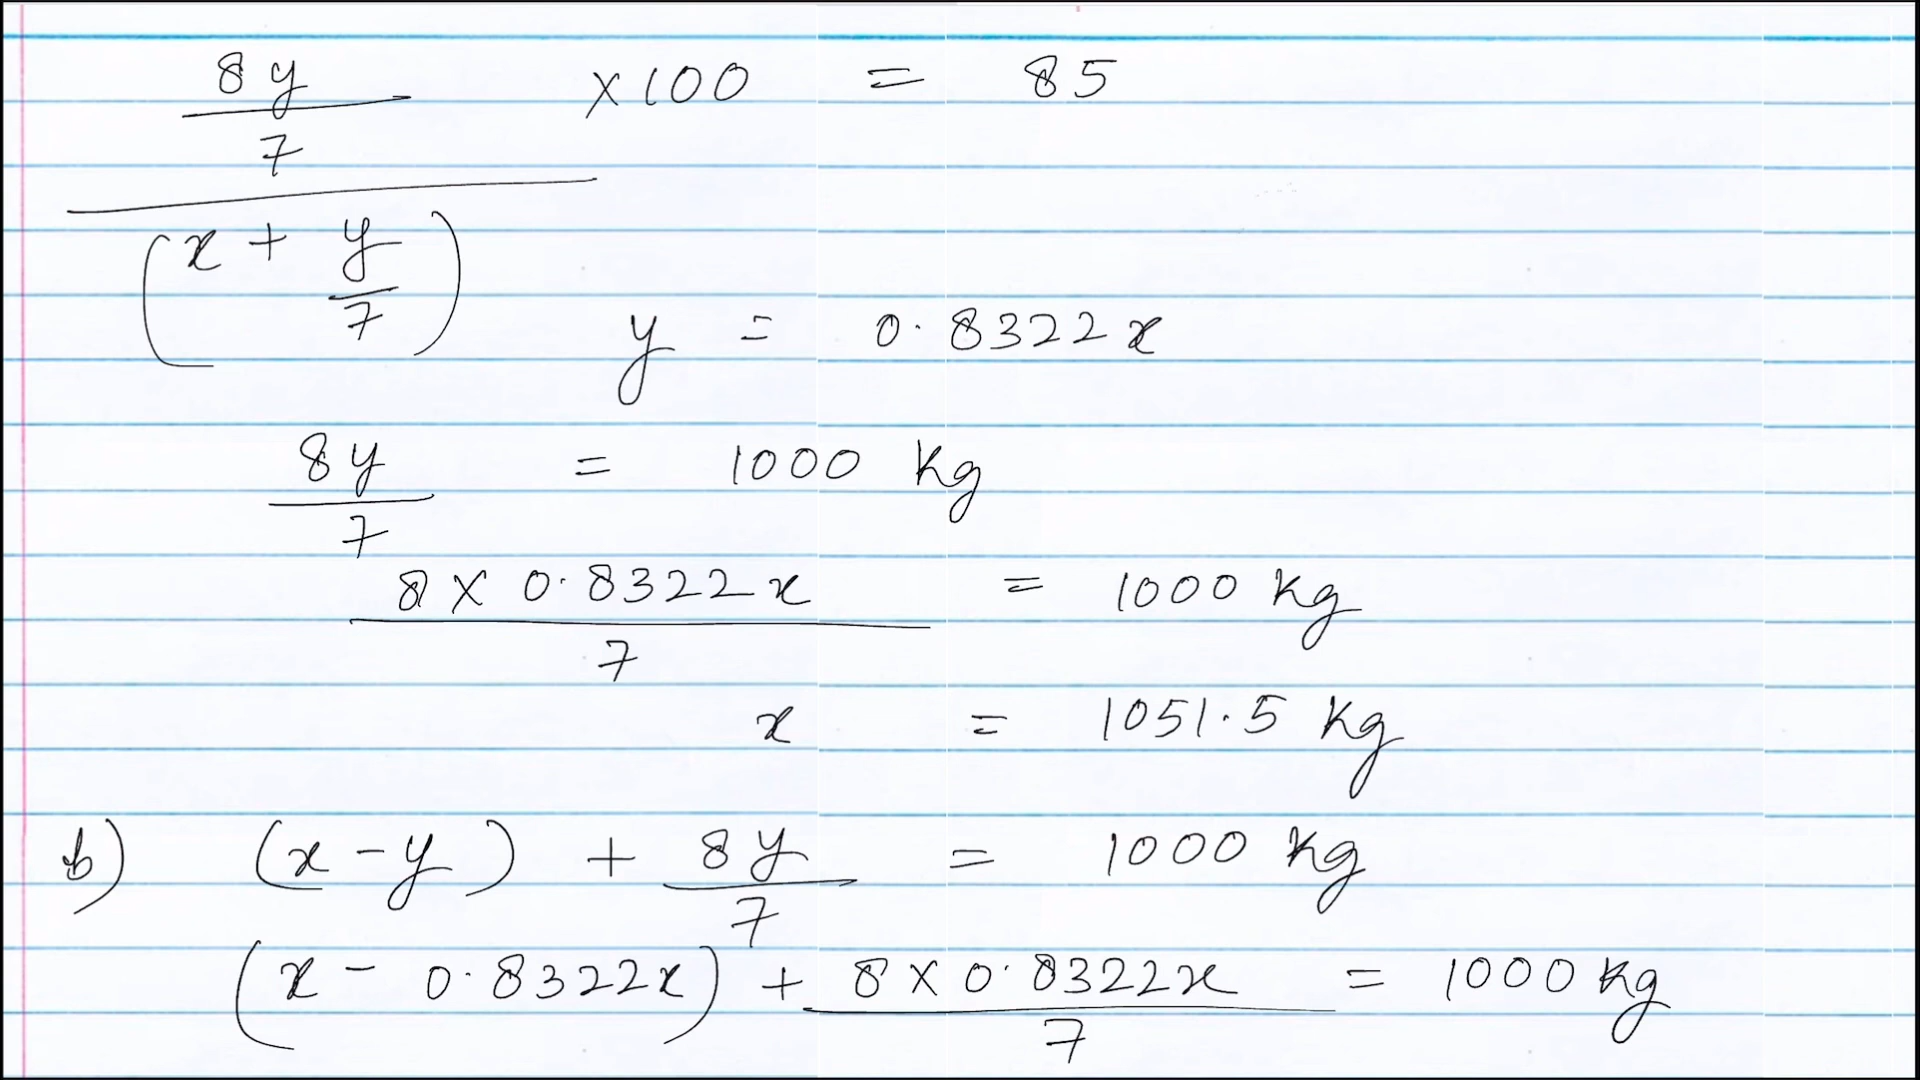 8y/7 / (x + y/7) ×100 = 85
y = 0.8322x
8y/7 = 1000 Kg
8 × 0.8322x / 7 = 1000 Kg
x = 1051.5 Kg
b) (x - y) + 8y/7 = 1000 Kg
(x - 0.8322x) + 8 × 0.8322x / 7 = 1000 Kg